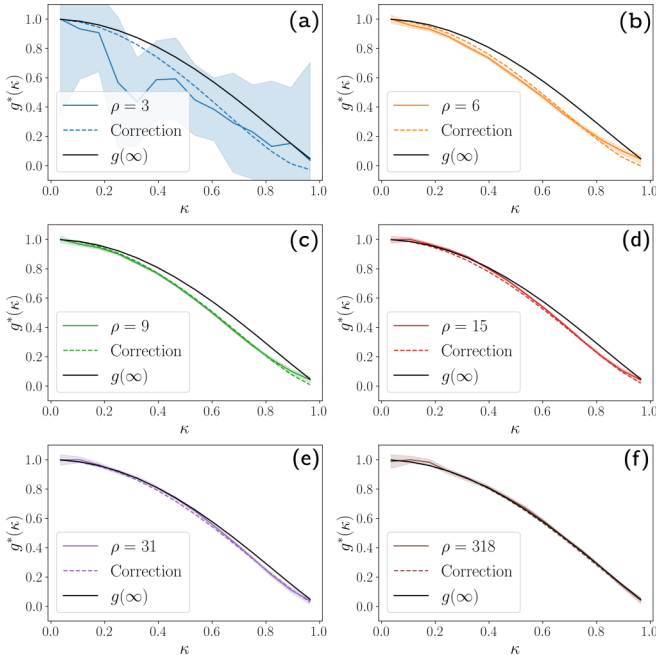 (a)
1.0
0.8
0.6
0.4
0.2
0.0
g*(κ)
ρ = 3
Correction
g(∞)
0.0 0.2 0.4 0.6 0.8 1.0
κ
(b)
1.0
0.8
0.6
0.4
0.2
0.0
g*(κ)
ρ = 6
Correction
g(∞)
0.0 0.2 0.4 0.6 0.8 1.0
κ
(c)
1.0
0.8
0.6
0.4
0.2
0.0
g*(κ)
ρ = 9
Correction
g(∞)
0.0 0.2 0.4 0.6 0.8 1.0
κ
(d)
1.0
0.8
0.6
0.4
0.2
0.0
g*(κ)
ρ = 15
Correction
g(∞)
0.0 0.2 0.4 0.6 0.8 1.0
κ
(e)
1.0
0.8
0.6
0.4
0.2
0.0
g*(κ)
ρ = 31
Correction
g(∞)
0.0 0.2 0.4 0.6 0.8 1.0
κ
(f)
1.0
0.8
0.6
0.4
0.2
0.0
g*(κ)
ρ = 318
Correction
g(∞)
0.0 0.2 0.4 0.6 0.8 1.0
κ